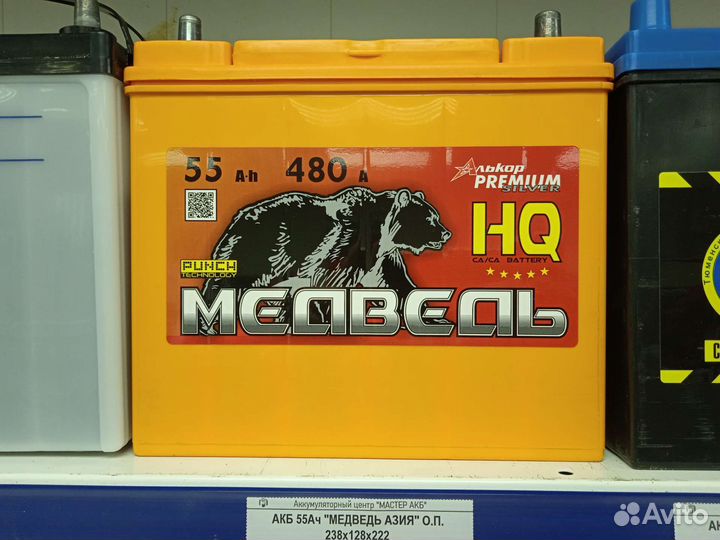 55 A·h 480 A
Алькор
PREMIUM
SILVER
HQ
CA/CA BATTERY
PUNCH
TECHNOLOGY
МЕДВЕДЬ
Аккумуляторный центр "МАСТЕР АКБ"
АКБ 55Ач "МЕДВЕДЬ АЗИЯ" О.П.
238x128x222
Avito